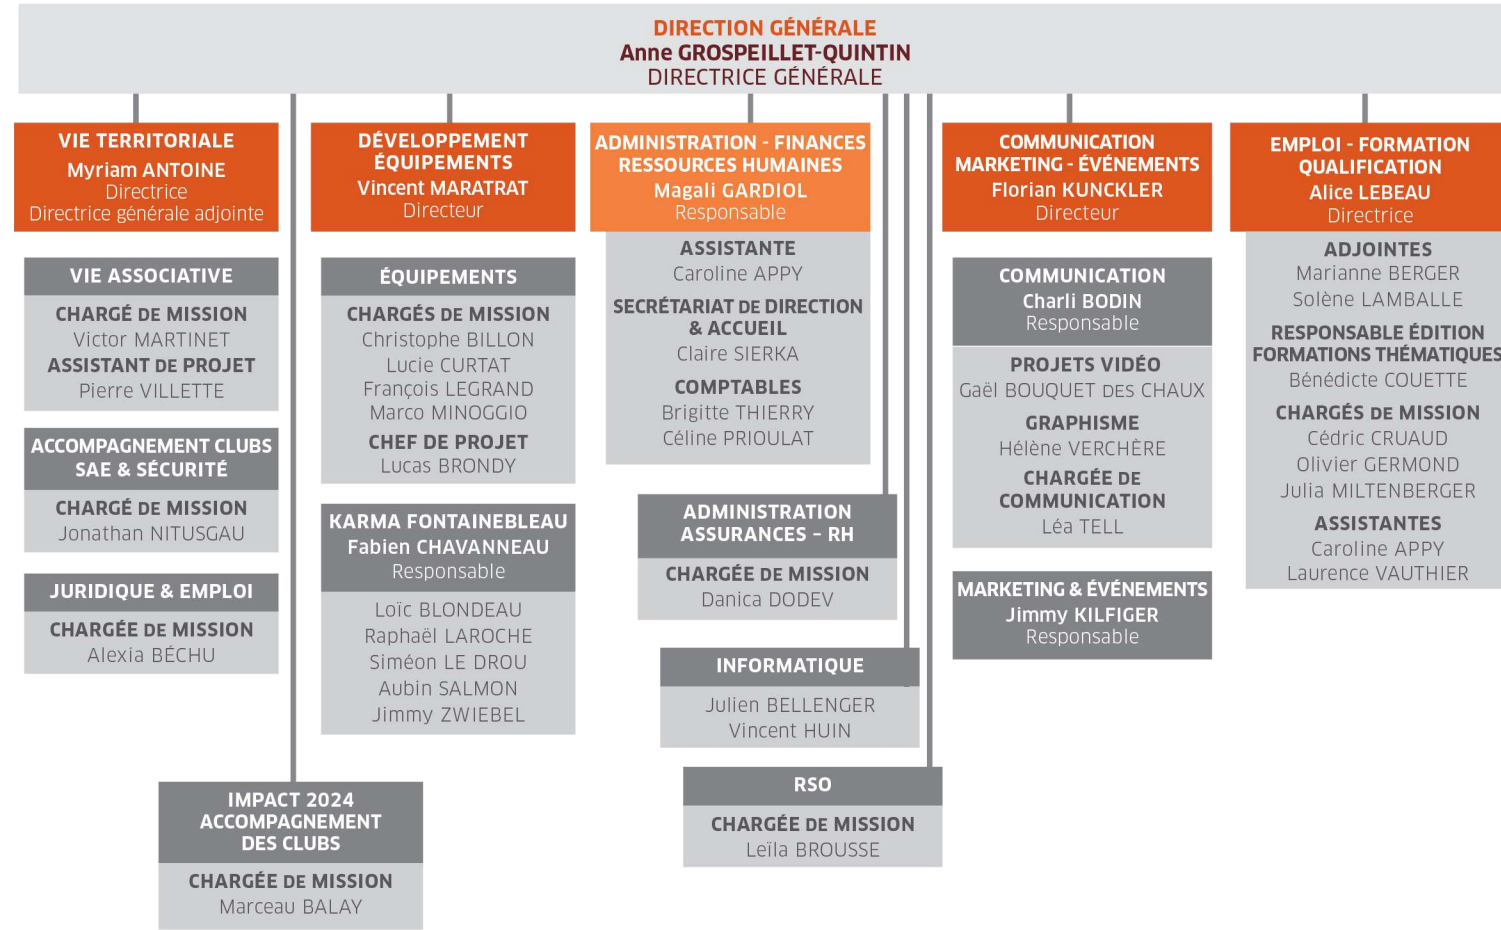 DIRECTION GÉNÉRALE
Anne GROSPEILLET-QUINTIN
DIRECTRICE GÉNÉRALE
VIE TERRITORIALE
Myriam ANTOINE
Directrice
Directrice générale adjointe
VIE ASSOCIATIVE
CHARGÉ DE MISSION
Victor MARTINET
ASSISTANT DE PROJET
Pierre VILLETTE
ACCOMPAGNEMENT CLUBS
SAE & SÉCURITÉ
CHARGÉ DE MISSION
Jonathan NITUSGAU
JURIDIQUE & EMPLOI
CHARGÉE DE MISSION
Alexia BÉCHU
IMPACT 2024
ACCOMPAGNEMENT
DES CLUBS
CHARGÉE DE MISSION
Marceau BALAY
DÉVELOPPEMENT
ÉQUIPEMENTS
Vincent MARATRAT
Directeur
ÉQUIPEMENTS
CHARGÉS DE MISSION
Christophe BILLON
Lucie CURTAT
François LEGRAND
Marco MINOGGIO
CHEF DE PROJET
Lucas BRONDY
KARMA FONTAINEBLEAU
Fabien CHAVANNEAU
Responsable
Loïc BLONDEAU
Raphaël LAROCHE
Siméon LE DROU
Aubin SALMON
Jimmy ZWIEBEL
ADMINISTRATION - FINANCES
RESSOURCES HUMAINES
Magali GARDIOL
Responsable
ASSISTANTE
Caroline APPY
SECRÉTARIAT DE DIRECTION
& ACCUEIL
Claire SIERKA
COMPTABLES
Brigitte THIERRY
Céline PRIOULAT
ADMINISTRATION
ASSURANCES – RH
CHARGÉE DE MISSION
Danica DODEV
INFORMATIQUE
Julien BELLENGER
Vincent HUIN
RSO
CHARGÉE DE MISSION
Leïla BROUSSE
COMMUNICATION
MARKETING - ÉVÉNEMENTS
Florian KUNCKLER
Directeur
COMMUNICATION
Charli BODIN
Responsable
PROJETS VIDÉO
Gaël BOUQUET DES CHAUX
GRAPHISME
Hélène VERCHÈRE
CHARGÉE DE
COMMUNICATION
Léa TELL
MARKETING & ÉVÉNEMENTS
Jimmy KILFIGER
Responsable
EMPLOI - FORMATION
QUALIFICATION
Alice LEBEAU
Directrice
ADJOINTES
Marianne BERGER
Solène LAMBALLE
RESPONSABLE ÉDITION
FORMATIONS THÉMATIQUES
Bénédicte COUETTE
CHARGÉS DE MISSION
Cédric CRUAUD
Olivier GERMOND
Julia MILTENBERGER
ASSISTANTES
Caroline APPY
Laurence VAUTHIER